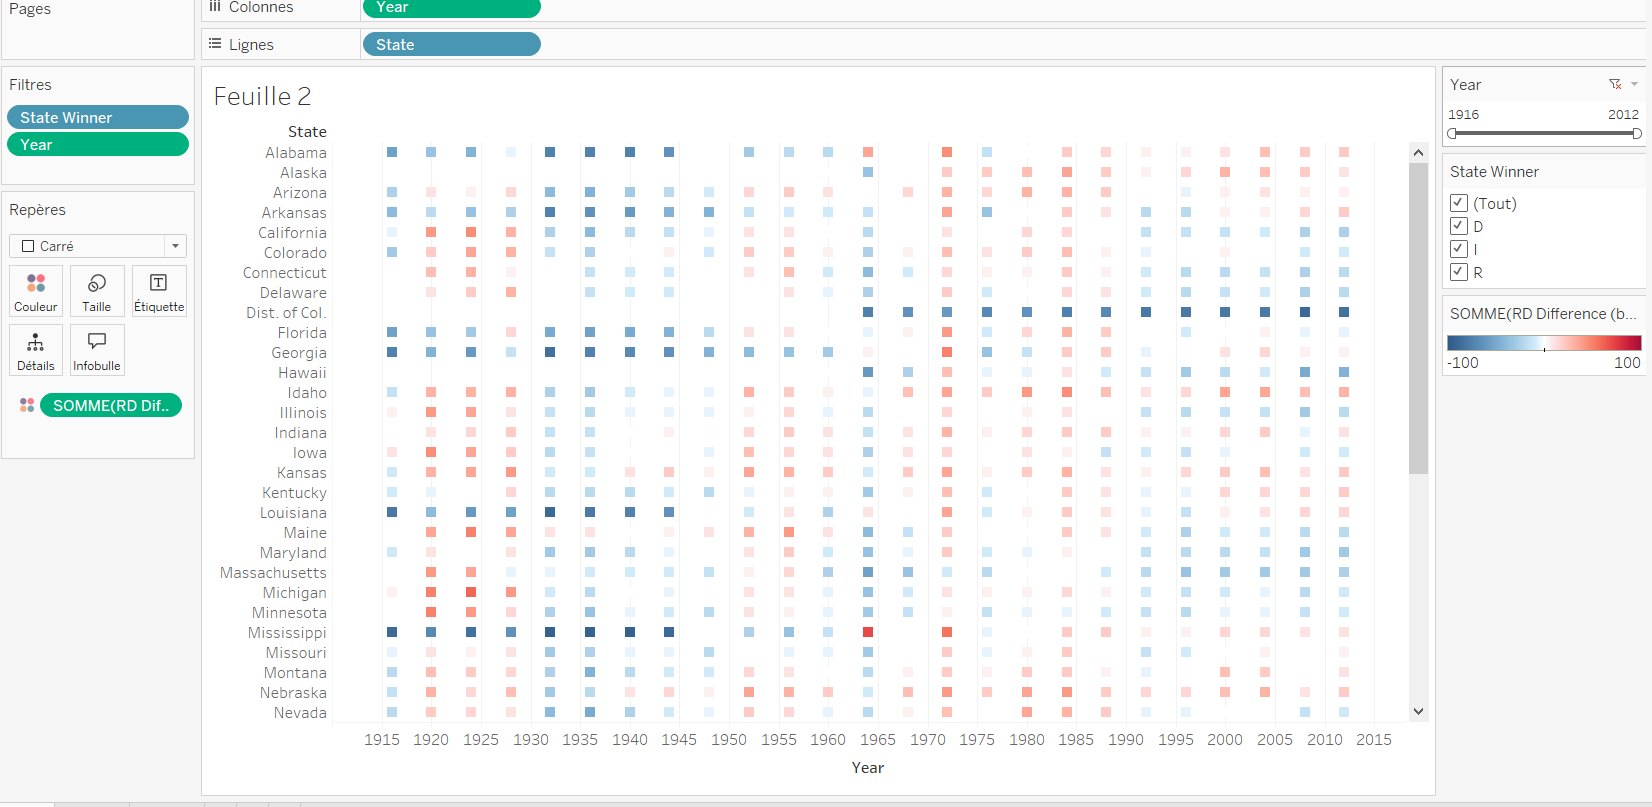 Pages
Colonnes
Year
Lignes
State
Filtres
State Winner
Year
Repères
Carré
Couleur
Taille
Étiquette
Détails
Infobulle
SOMME(RD Dif..
Feuille 2
State
Alabama
Alaska
Arizona
Arkansas
California
Colorado
Connecticut
Delaware
Dist. of Col.
Florida
Georgia
Hawaii
Idaho
Illinois
Indiana
Iowa
Kansas
Kentucky
Louisiana
Maine
Maryland
Massachusetts
Michigan
Minnesota
Mississippi
Missouri
Montana
Nebraska
Nevada
1915 1920 1925 1930 1935 1940 1945 1950 1955 1960 1965 1970 1975 1980 1985 1990 1995 2000 2005 2010 2015
Year
Year
1916 2012
State Winner
(Tout)
D
I
R
SOMME(RD Difference (b...
-100 100